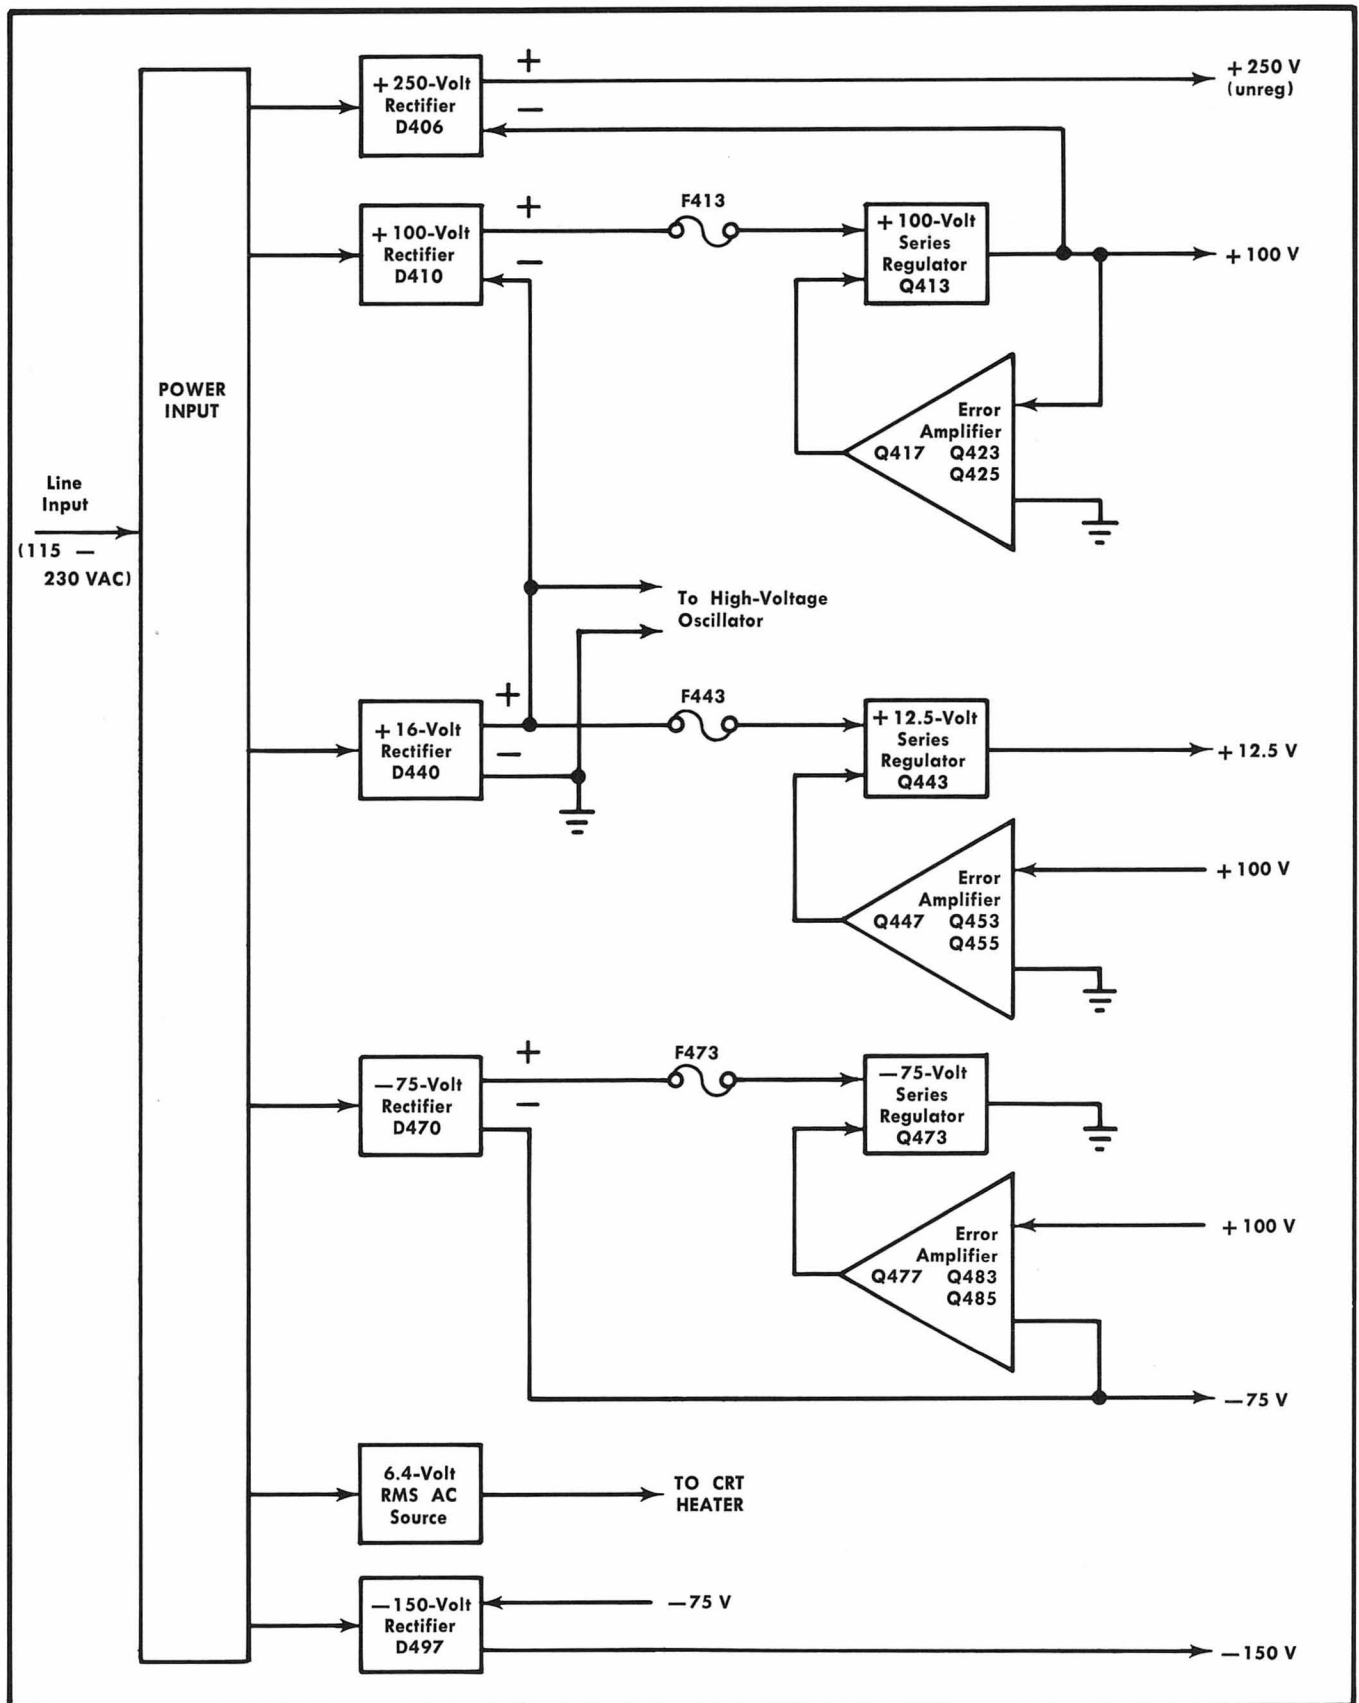 +250-Volt
Rectifier
D406
+
−
+250 V
(unreg)
+100-Volt
Rectifier
D410
+
−
F413
+100-Volt
Series
Regulator
Q413
+100 V
POWER
INPUT
Error
Amplifier
Q417 Q423
Q425
Line
Input
(115 —
230 VAC)
To High-Voltage
Oscillator
+16-Volt
Rectifier
D440
+
−
F443
+12.5-Volt
Series
Regulator
Q443
+12.5 V
Error
Amplifier
Q447 Q453
Q455
+100 V
−75-Volt
Rectifier
D470
+
−
F473
−75-Volt
Series
Regulator
Q473
Error
Amplifier
Q477 Q483
Q485
+100 V
−75 V
6.4-Volt
RMS AC
Source
TO CRT
HEATER
−150-Volt
Rectifier
D497
−75 V
−150 V